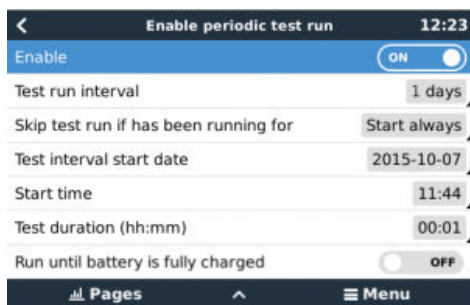 Enable periodic test run 12:23
Enable ON
Test run interval 1 days
Skip test run if has been running for Start always
Test interval start date 2015-10-07
Start time 11:44
Test duration (hh:mm) 00:01
Run until battery is fully charged OFF
Pages Menu